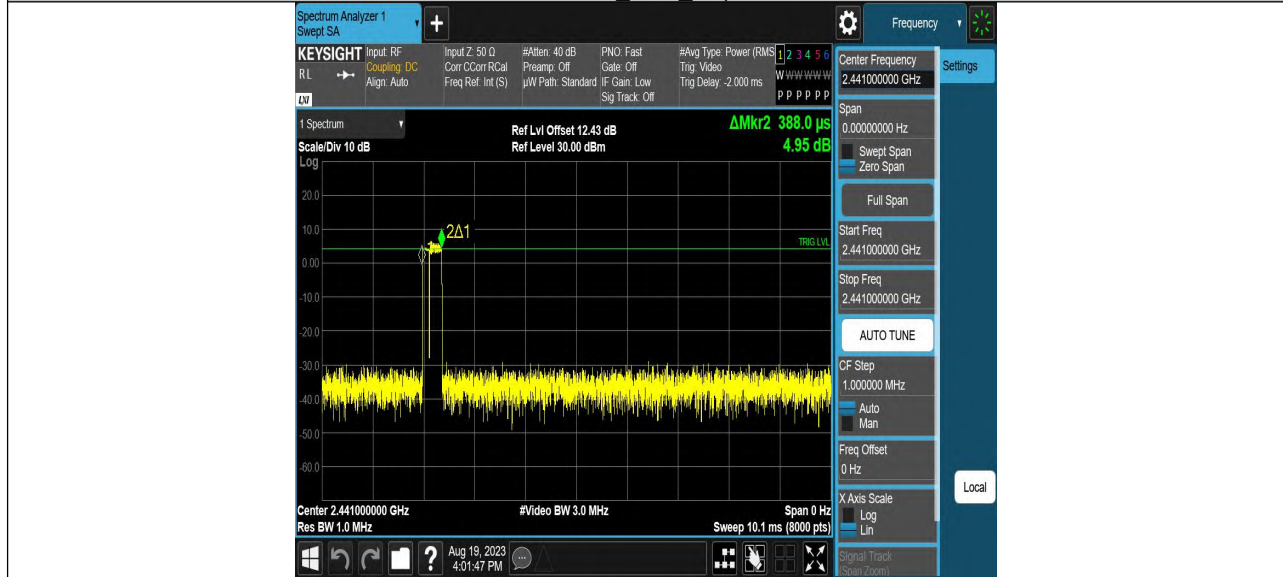 Spectrum Analyzer 1
Swept SA
+
Frequency
KEYSIGHT
RL
LXI
Input: RF
Coupling: DC
Align: Auto
Input Z: 50 Ω
Corr CCorr RCal
Freq Ref: Int (S)
#Atten: 40 dB
Preamp: Off
µW Path: Standard
PNO: Fast
Gate: Off
IF Gain: Low
Sig Track: Off
#Avg Type: Power (RMS
Trig: Video
Trig Delay: -2.000 ms
1 2 3 4 5 6
W W W W W W
P P P P P P
1 Spectrum
Scale/Div 10 dB
Ref Lvl Offset 12.43 dB
Ref Level 30.00 dBm
ΔMkr2 388.0 µs
4.95 dB
Log
20.0
10.0
0.00
-10.0
-20.0
-30.0
-40.0
-50.0
-60.0
2Δ1
TRIG LVL
Center 2.441000000 GHz
Res BW 1.0 MHz
#Video BW 3.0 MHz
Span 0 Hz
Sweep 10.1 ms (8000 pts)
Center Frequency
2.441000000 GHz
Settings
Span
0.00000000 Hz
Swept Span
Zero Span
Full Span
Start Freq
2.441000000 GHz
Stop Freq
2.441000000 GHz
AUTO TUNE
CF Step
1.000000 MHz
Auto
Man
Freq Offset
0 Hz
X Axis Scale
Log
Lin
Signal Track
(Span Zoom)
Local
?
Aug 19, 2023
4:01:47 PM